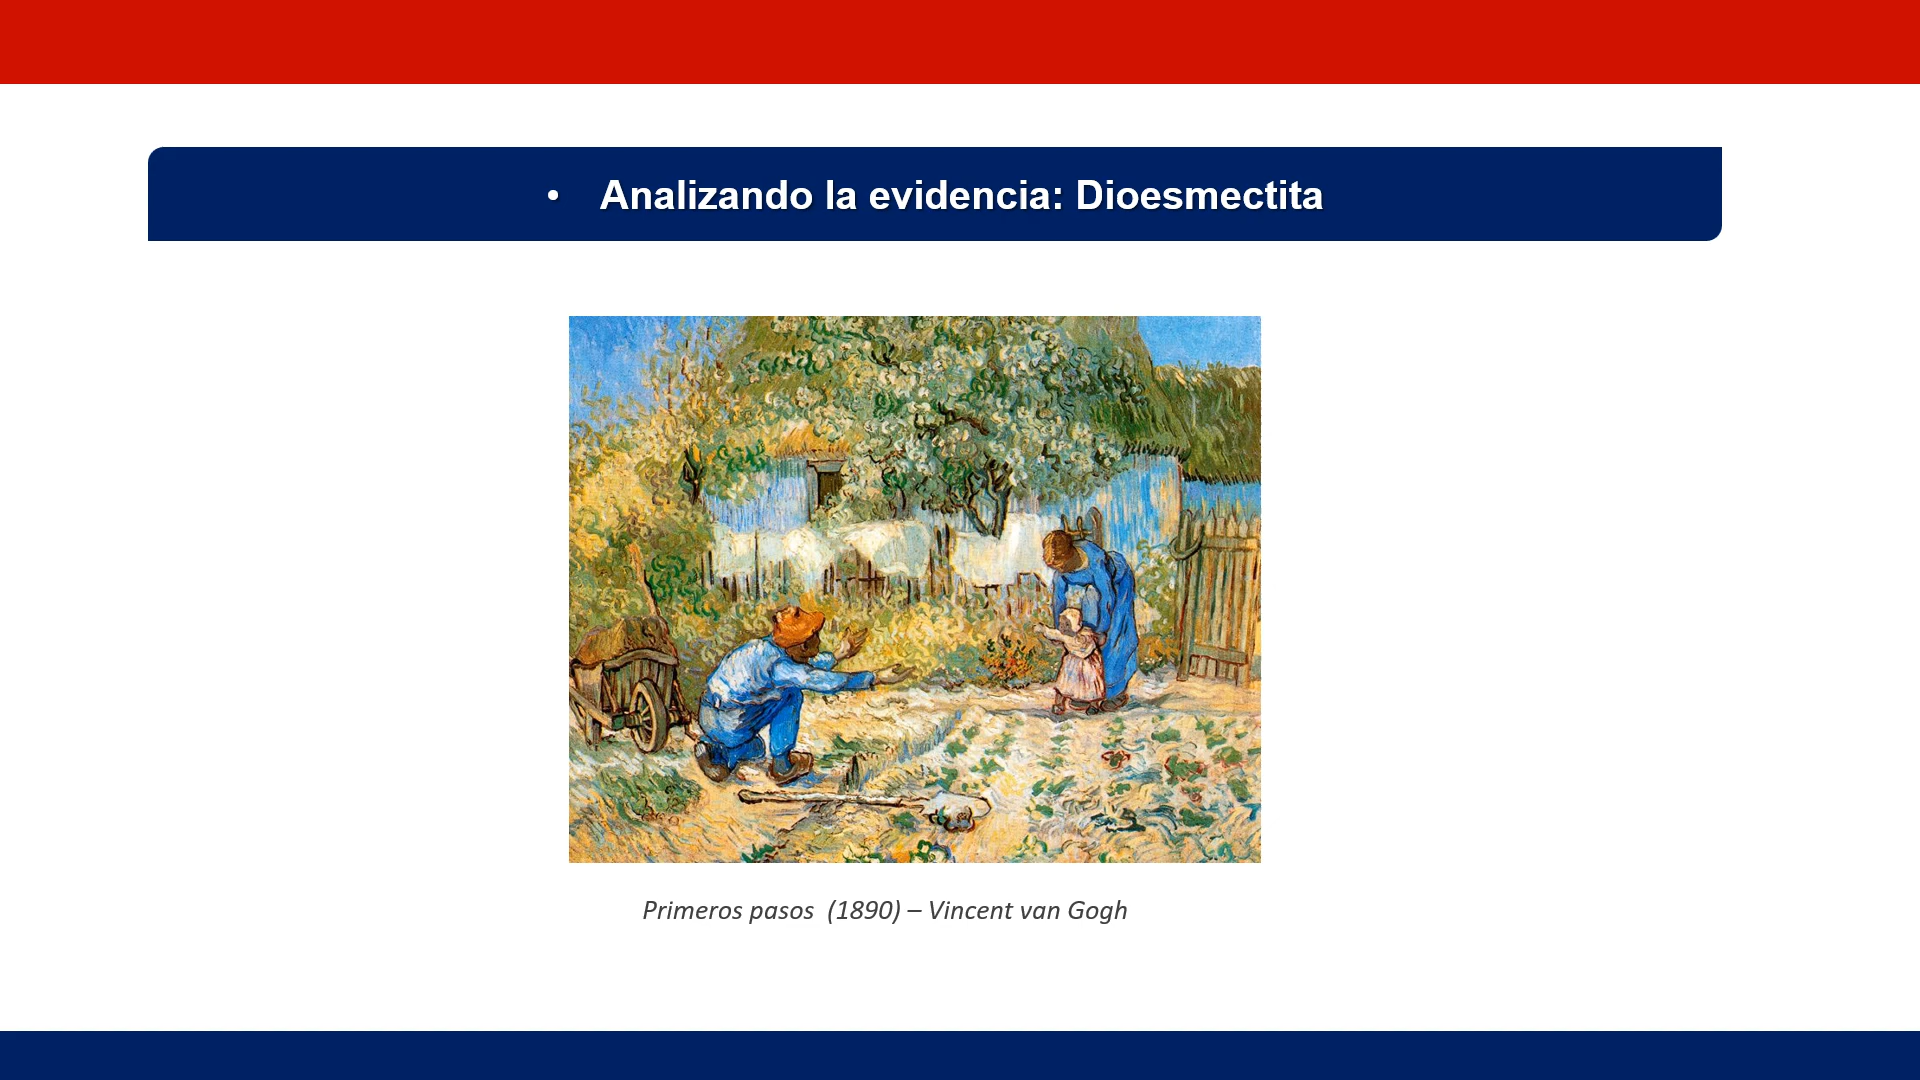 • Analizando la evidencia: Dioesmectita
Primeros pasos (1890) – Vincent van Gogh